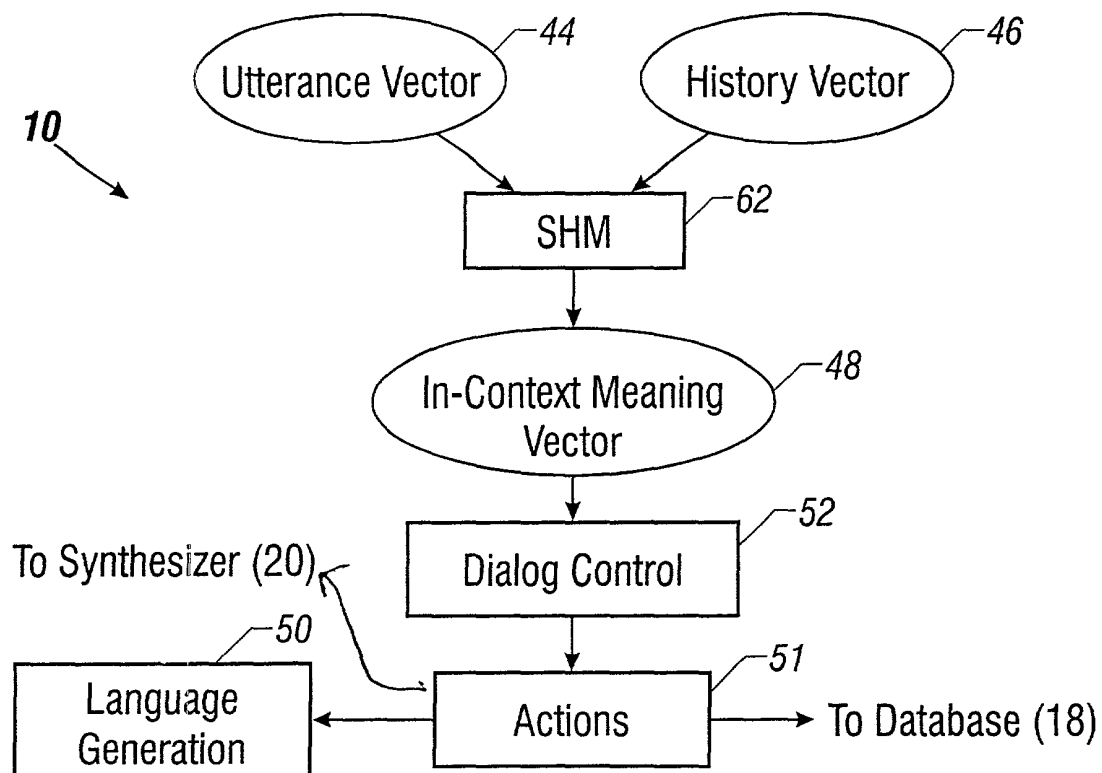 44
46
Utterance Vector
History Vector
10
62
SHM
48
In-Context Meaning
Vector
52
Dialog Control
To Synthesizer (20)
50
51
Language
Generation
Actions
To Database (18)